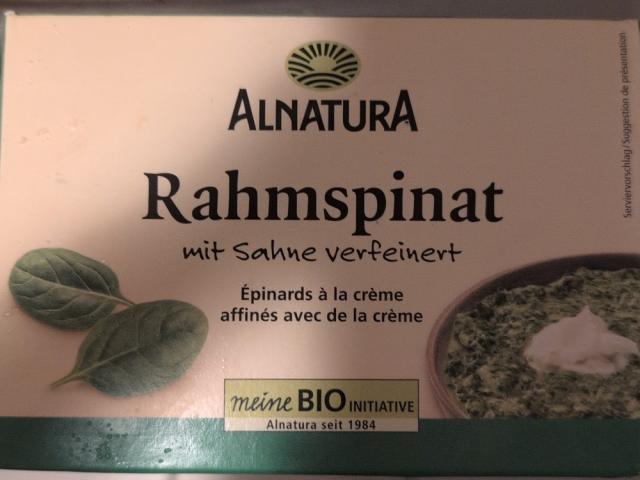 ALNATURA
Rahmspinat
mit Sahne verfeinert
Épinards à la crème
affinés avec de la crème
meine BIO INITIATIVE
Alnatura seit 1984
Serviervorschlag / Suggestion de présentation